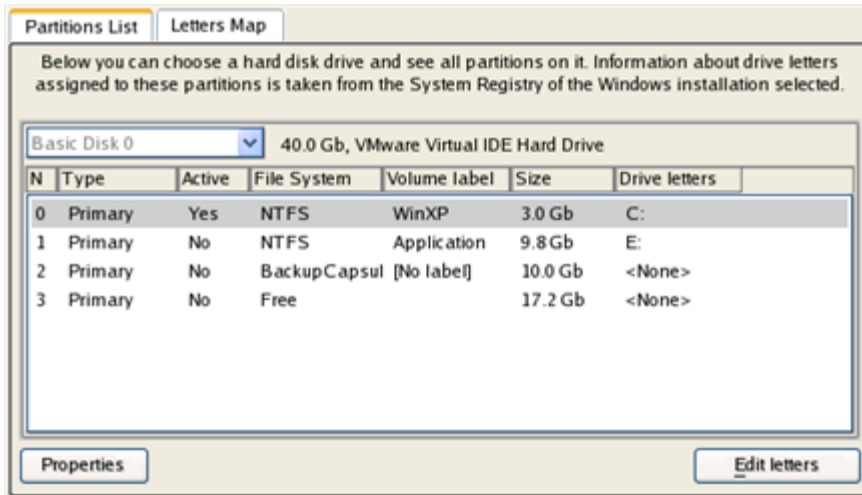 Partitions List Letters Map
Below you can choose a hard disk drive and see all partitions on it. Information about drive letters
assigned to these partitions is taken from the System Registry of the Windows installation selected.
Basic Disk 0 40.0 Gb, VMware Virtual IDE Hard Drive
N Type Active File System Volume label Size Drive letters
0 Primary Yes NTFS WinXP 3.0 Gb C:
1 Primary No NTFS Application 9.8 Gb E:
2 Primary No BackupCapsul [No label] 10.0 Gb <None>
3 Primary No Free 17.2 Gb <None>
Properties Edit letters